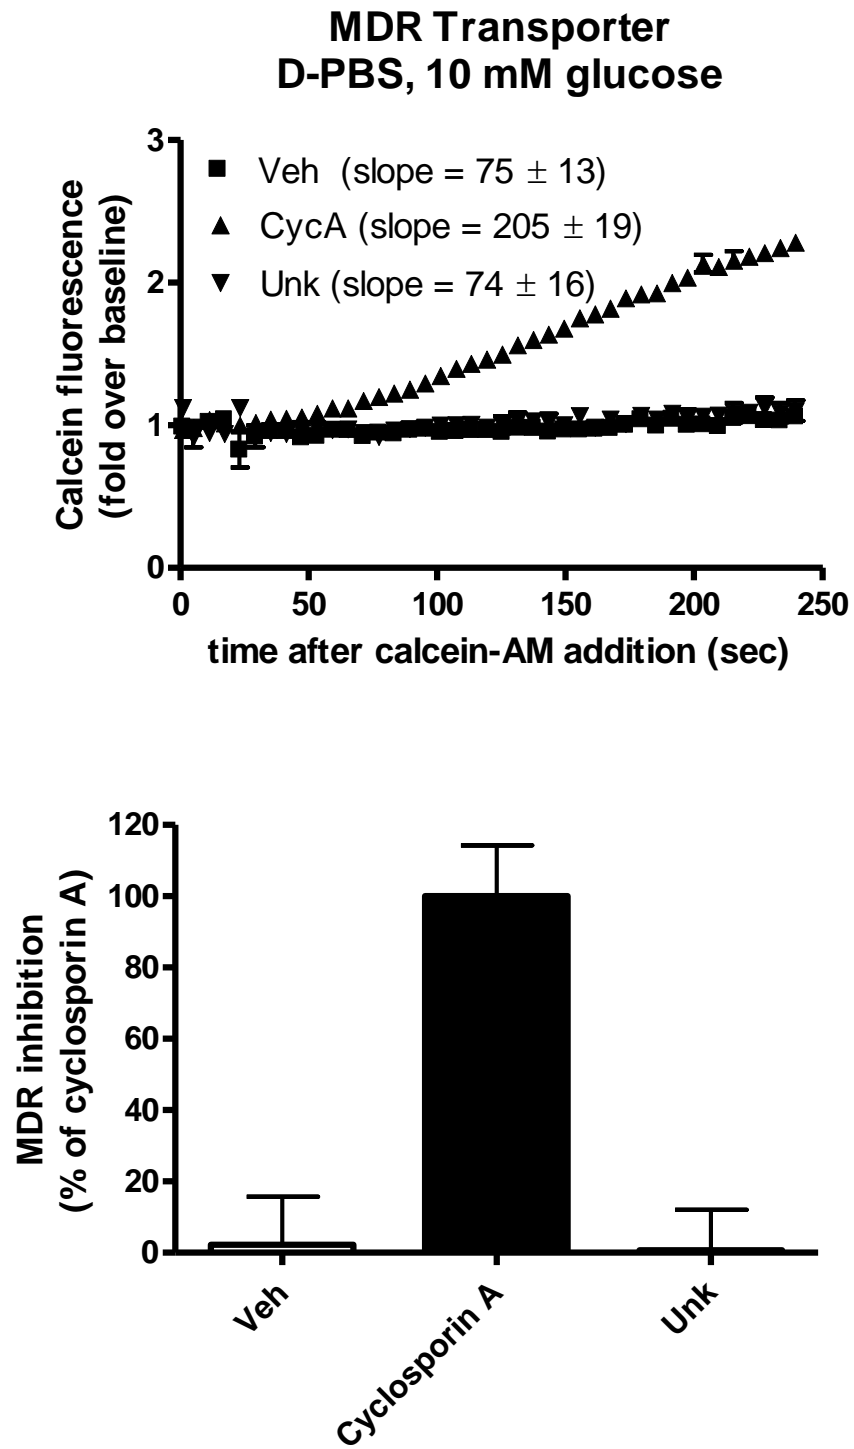 MDR Transporter
D-PBS, 10 mM glucose
Calcein fluorescence
(fold over baseline)
3
2
1
0
Veh (slope = 75 ± 13)
CycA (slope = 205 ± 19)
Unk (slope = 74 ± 16)
0 50 100 150 200 250
time after calcein-AM addition (sec)
MDR inhibition
(% of cyclosporin A)
120
100
80
60
40
20
0
Veh
Cyclosporin A
Unk